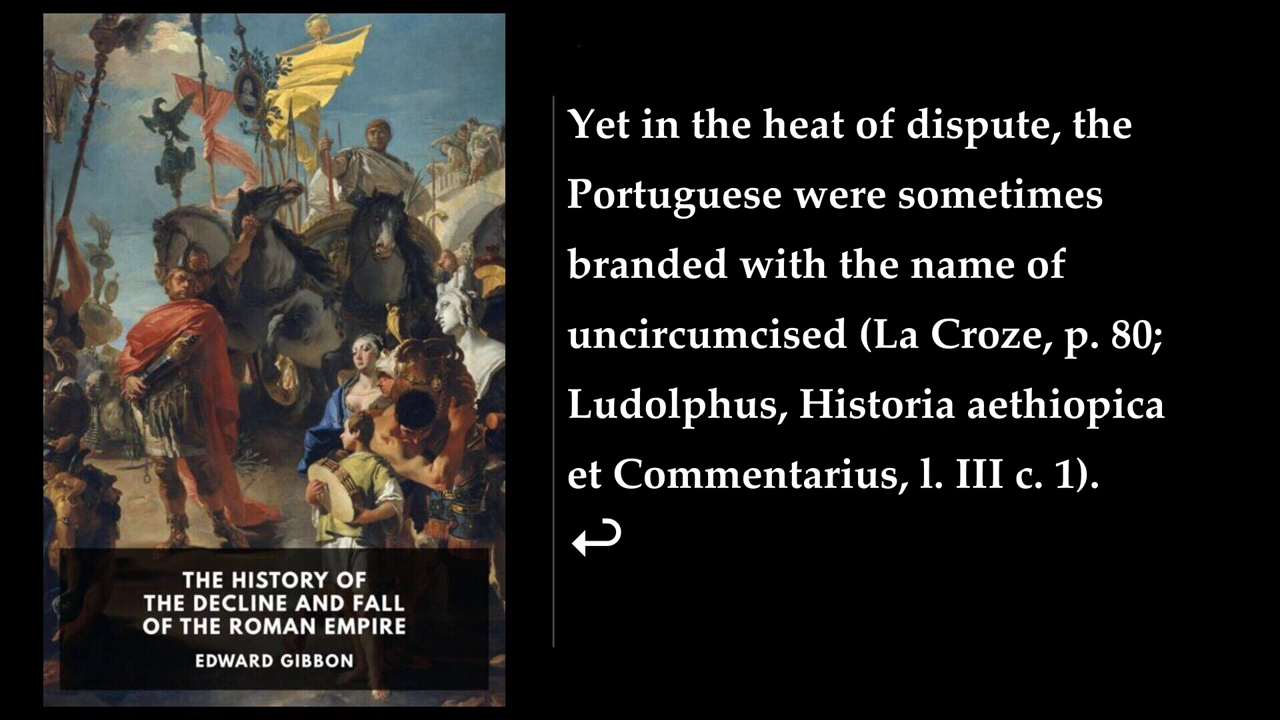 THE HISTORY OF
THE DECLINE AND FALL
OF THE ROMAN EMPIRE
EDWARD GIBBON
Yet in the heat of dispute, the
Portuguese were sometimes
branded with the name of
uncircumcised (La Croze, p. 80;
Ludolphus, Historia aethiopica
et Commentarius, l. III c. 1).
↩